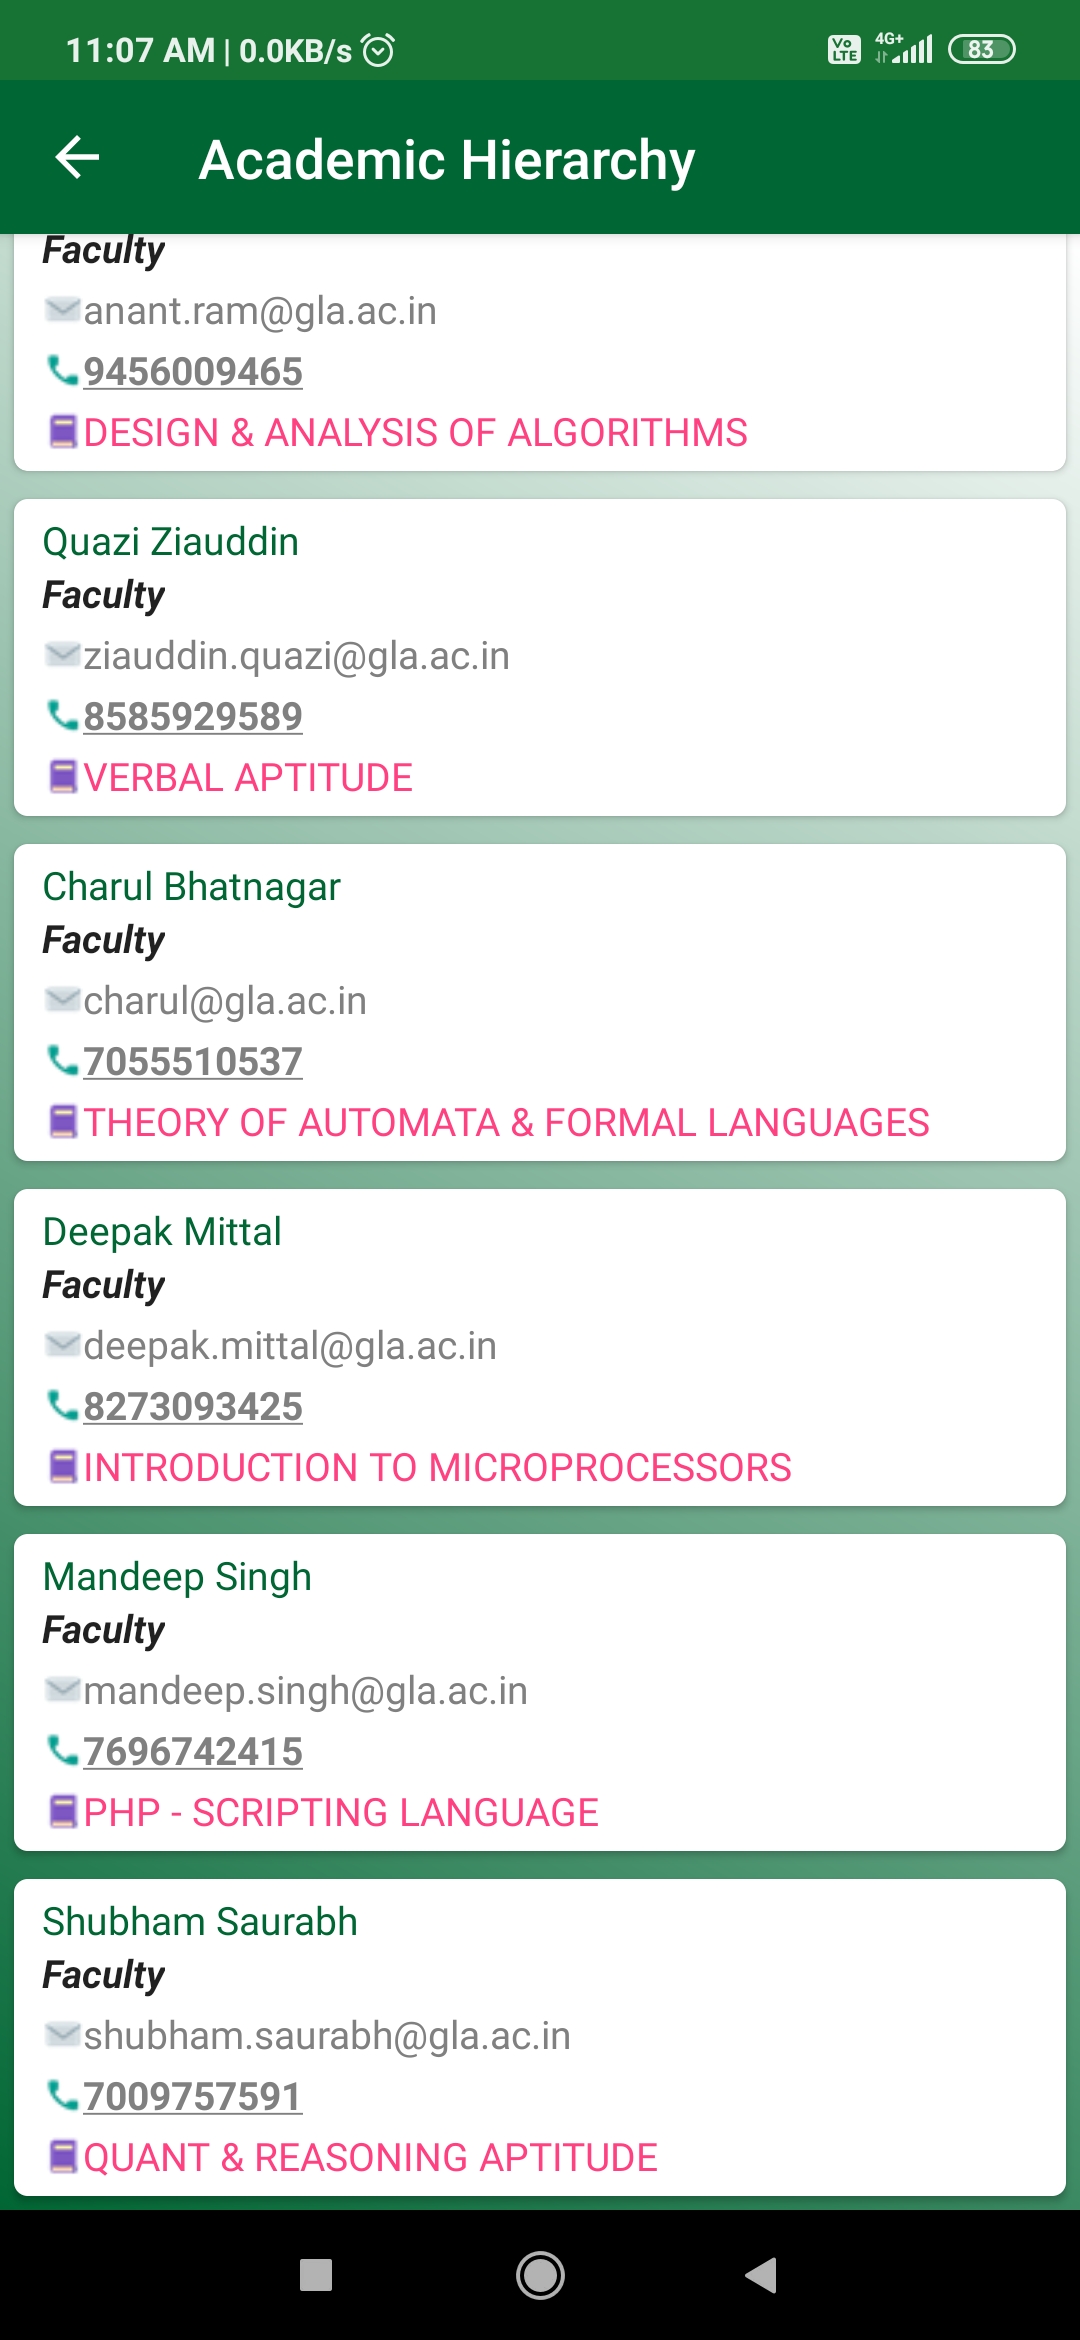 11:07 AM | 0.0KB/s Vo LTE 4G+ 83
Academic Hierarchy
Faculty
anant.ram@gla.ac.in
9456009465
DESIGN & ANALYSIS OF ALGORITHMS
Quazi Ziauddin
Faculty
ziauddin.quazi@gla.ac.in
8585929589
VERBAL APTITUDE
Charul Bhatnagar
Faculty
charul@gla.ac.in
7055510537
THEORY OF AUTOMATA & FORMAL LANGUAGES
Deepak Mittal
Faculty
deepak.mittal@gla.ac.in
8273093425
INTRODUCTION TO MICROPROCESSORS
Mandeep Singh
Faculty
mandeep.singh@gla.ac.in
7696742415
PHP - SCRIPTING LANGUAGE
Shubham Saurabh
Faculty
shubham.saurabh@gla.ac.in
7009757591
QUANT & REASONING APTITUDE